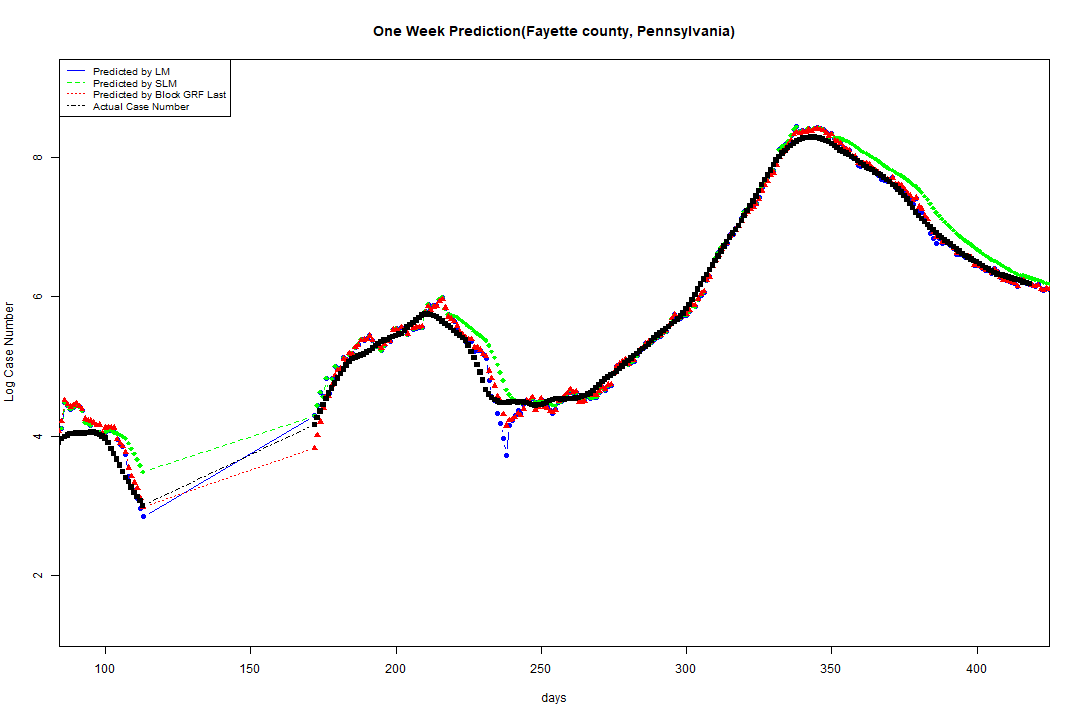 One Week Prediction(Fayette county, Pennsylvania)
Predicted by LM
Predicted by SLM
Predicted by Block GRF Last
Actual Case Number
Log Case Number
8
6
4
2
100 150 200 250 300 350 400
days